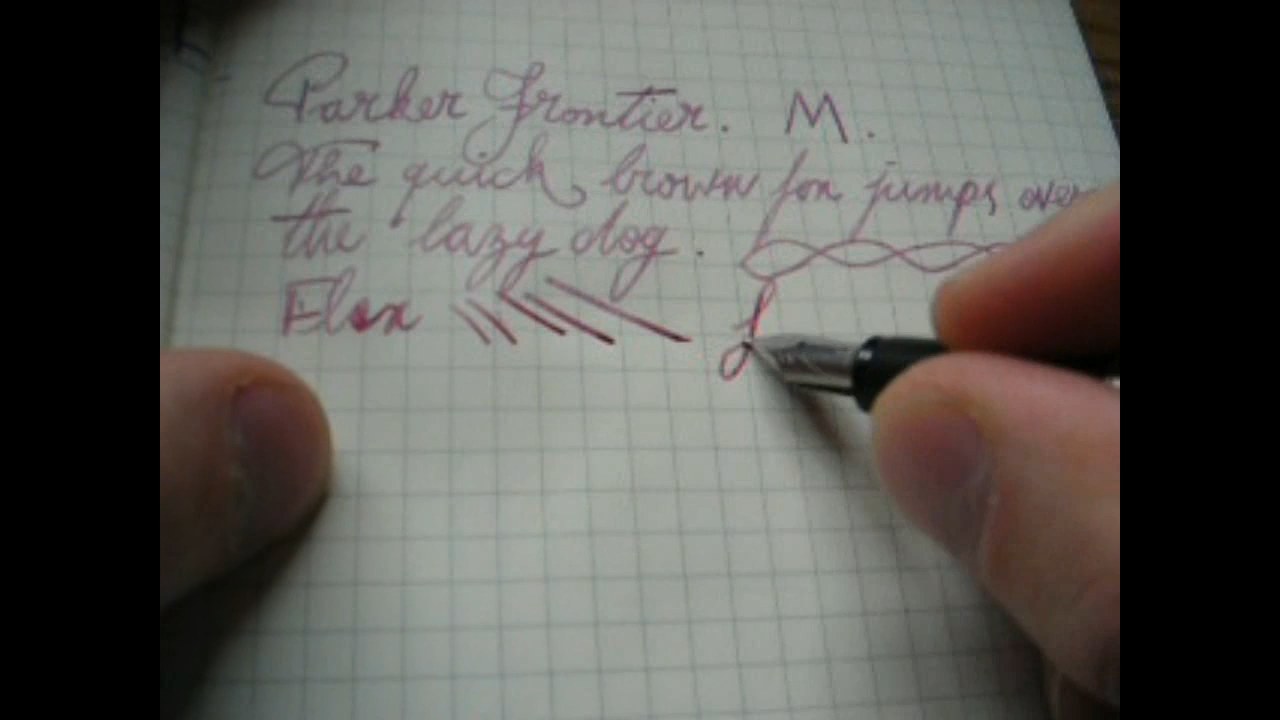 Parker Frontier. M.
The quick brown fox jumps over
the lazy dog.
Flex f